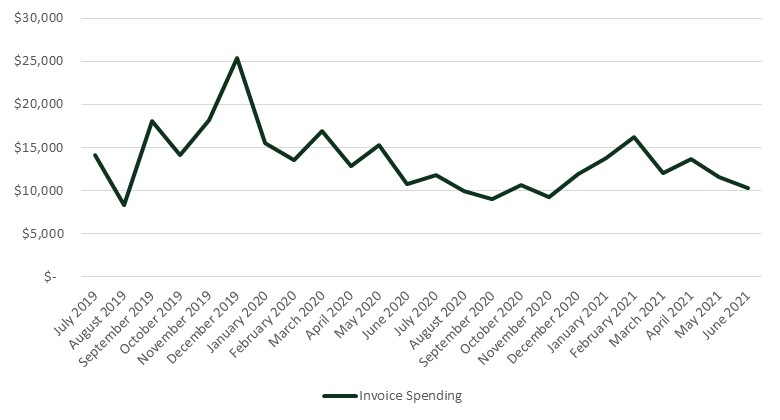 $30,000
$25,000
$20,000
$15,000
$10,000
$5,000
$-
July 2019
August 2019
September 2019
October 2019
November 2019
December 2019
January 2020
February 2020
March 2020
April 2020
May 2020
June 2020
July 2020
August 2020
September 2020
October 2020
November 2020
December 2020
January 2021
February 2021
March 2021
April 2021
May 2021
June 2021
Invoice Spending